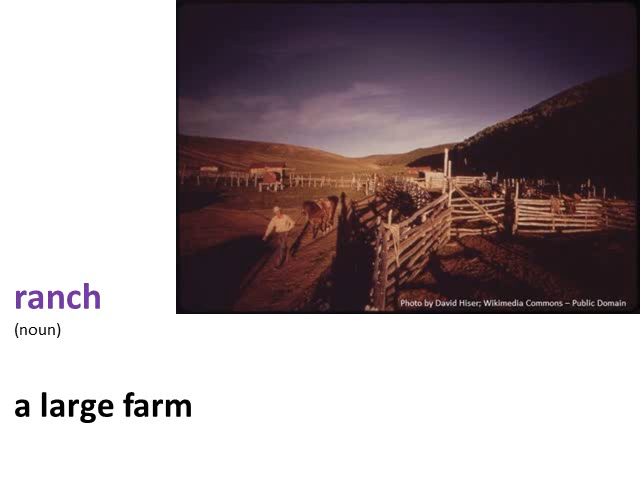 Photo by David Hiser; Wikimedia Commons – Public Domain
ranch
(noun)
a large farm